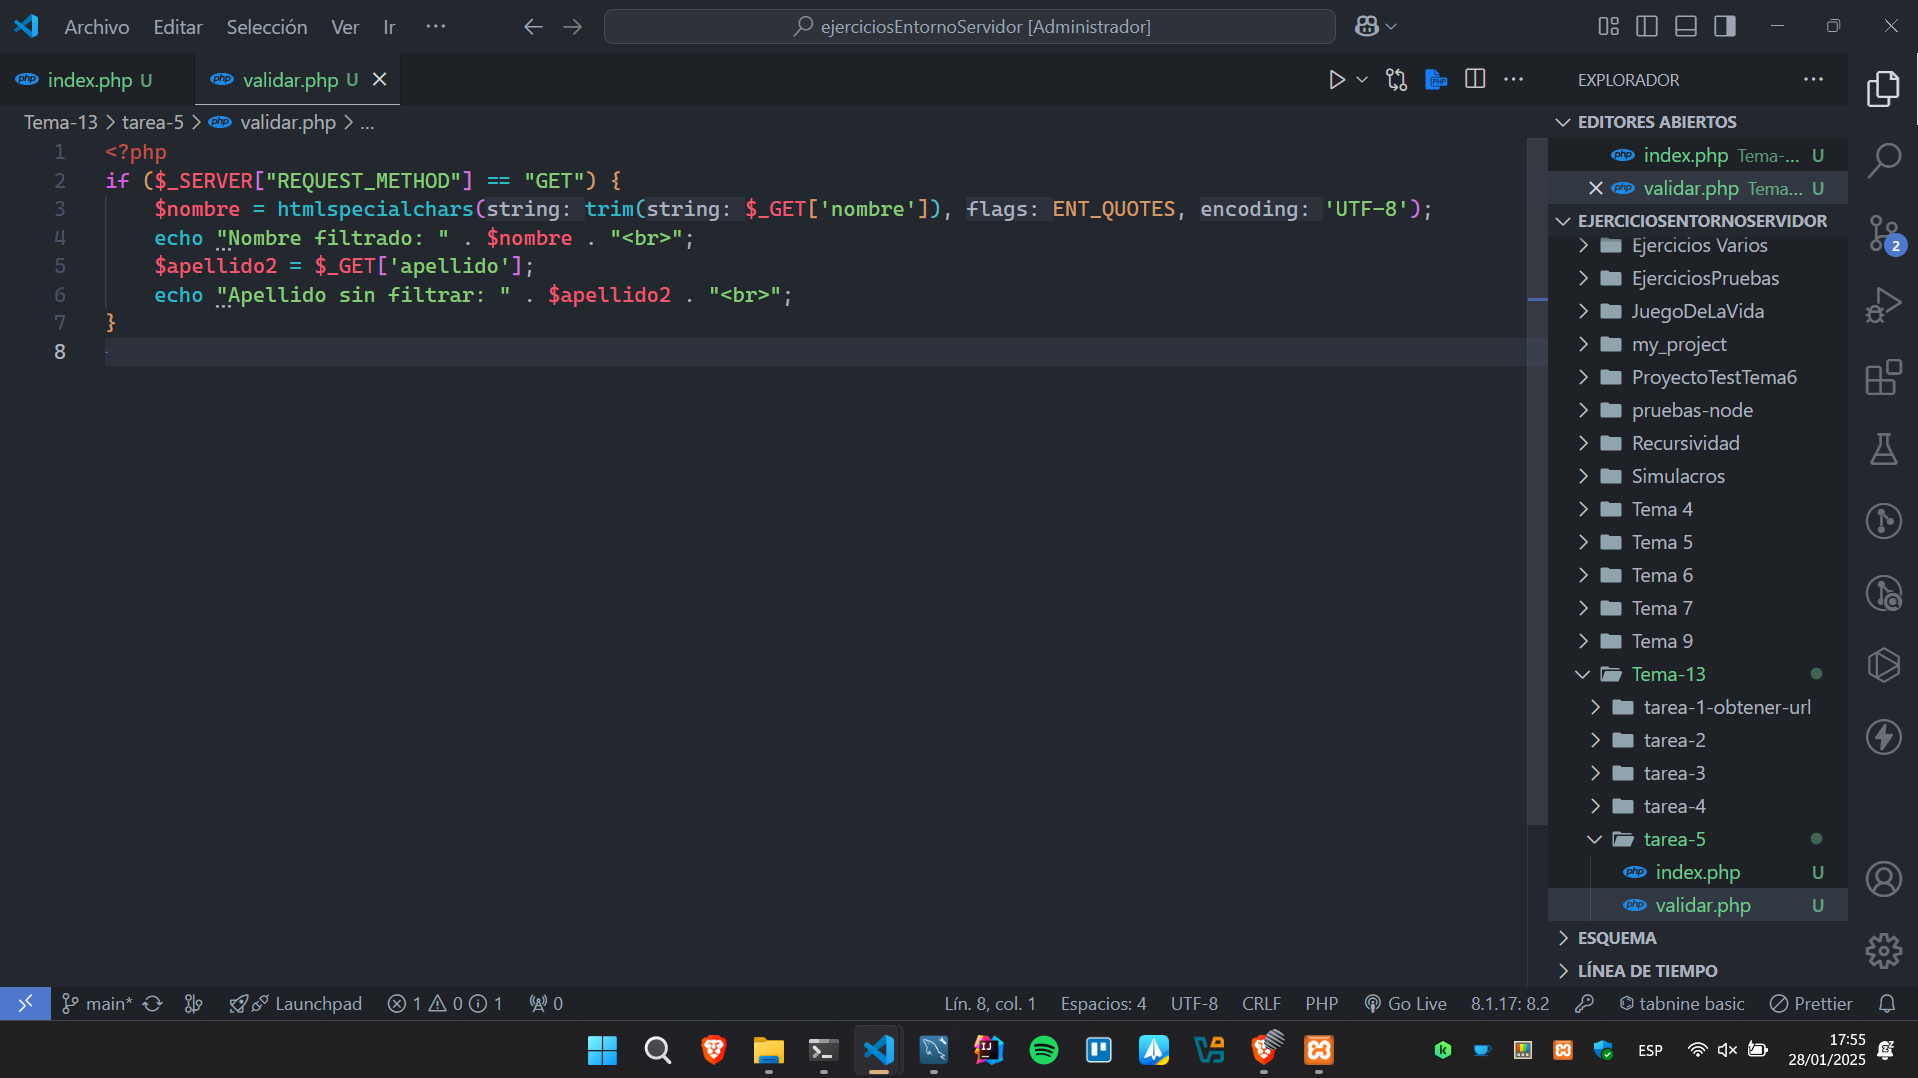 Archivo Editar Selección Ver Ir ···
ejerciciosEntornoServidor [Administrador]
index.php U
validar.php U
Tema-13 > tarea-5 > validar.php > ...
1 <?php
2 if ($_SERVER["REQUEST_METHOD"] == "GET") {
3 $nombre = htmlspecialchars(string: trim(string: $_GET['nombre']), flags: ENT_QUOTES, encoding: 'UTF-8');
4 echo "Nombre filtrado: " . $nombre . "<br>";
5 $apellido2 = $_GET['apellido'];
6 echo "Apellido sin filtrar: " . $apellido2 . "<br>";
7 }
8
EXPLORADOR
EDITORES ABIERTOS
index.php Tema-... U
validar.php Tema... U
EJERCICIOSENTORNOSERVIDOR
Ejercicios Varios
EjerciciosPruebas
JuegoDeLaVida
my_project
ProyectoTestTema6
pruebas-node
Recursividad
Simulacros
Tema 4
Tema 5
Tema 6
Tema 7
Tema 9
Tema-13
tarea-1-obtener-url
tarea-2
tarea-3
tarea-4
tarea-5
index.php U
validar.php U
ESQUEMA
LÍNEA DE TIEMPO
2
main* Launchpad 1 0 1 0
Lín. 8, col. 1 Espacios: 4 UTF-8 CRLF PHP Go Live 8.1.17: 8.2 tabnine basic Prettier
ESP
17:55
28/01/2025